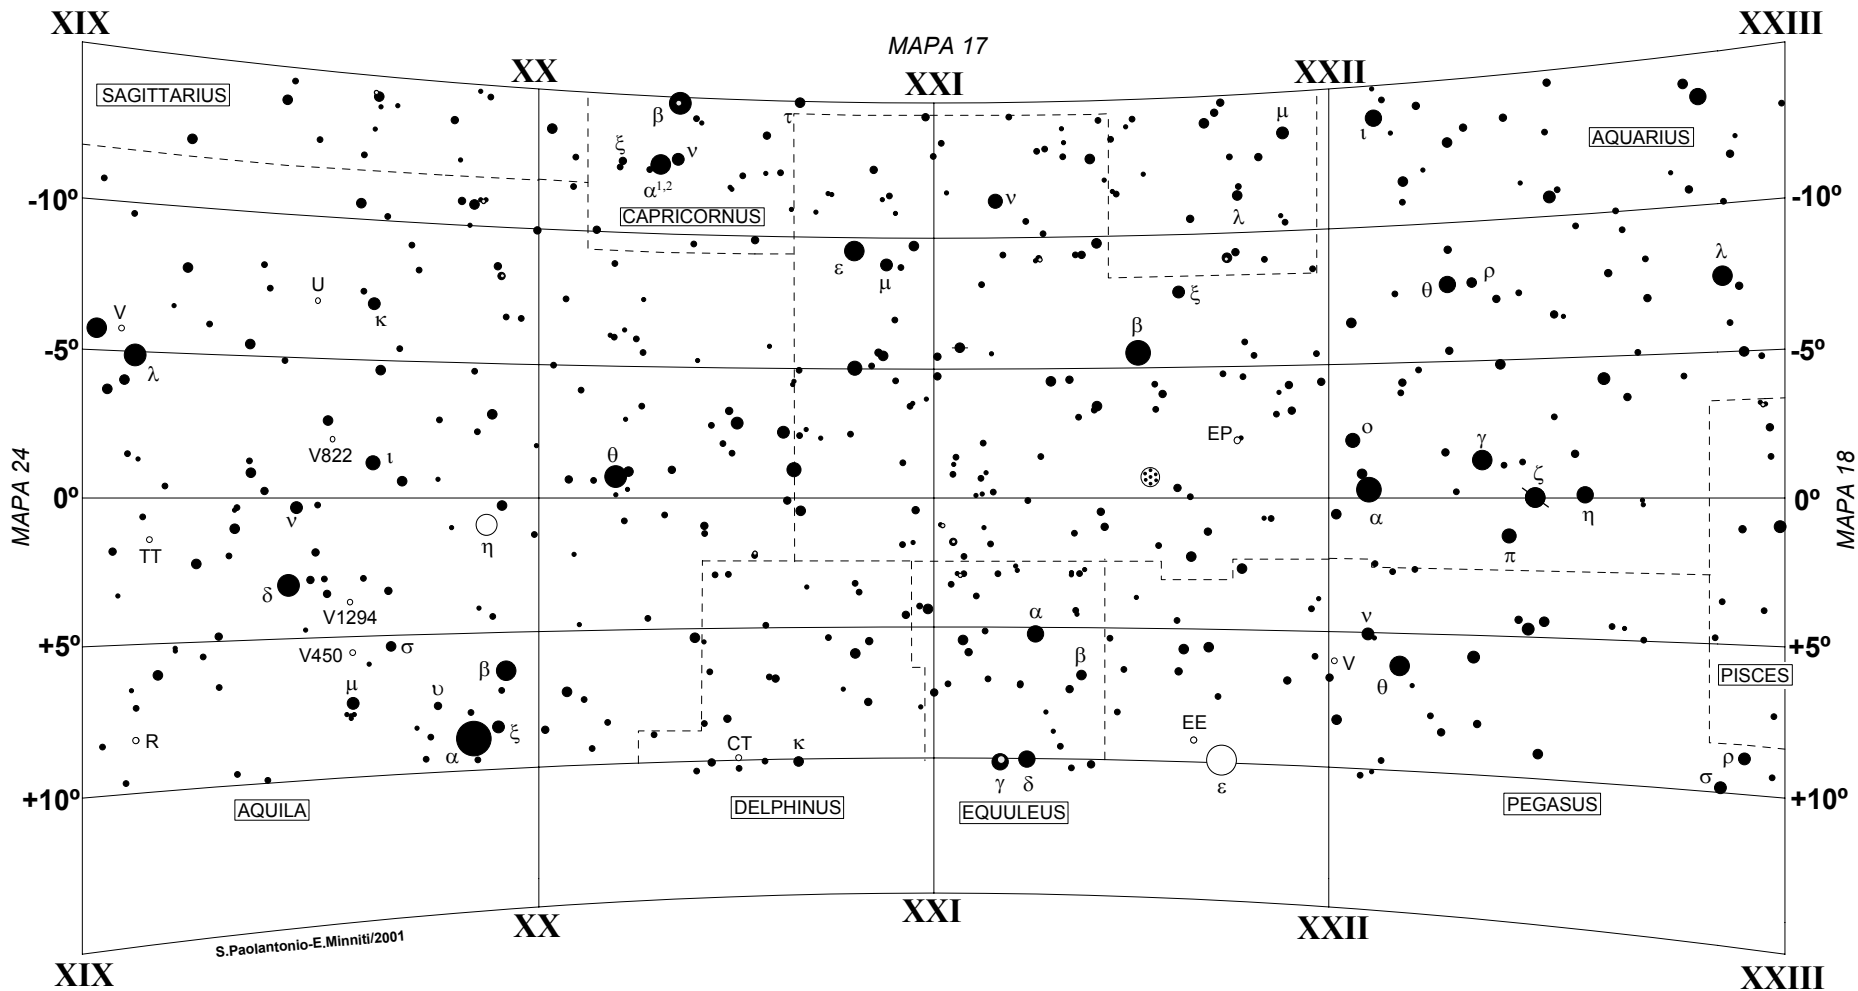 XIX
XXIII
MAPA 17
XX
XXI
XXII
SAGITTARIUS
β
τ
μ
ι
AQUARIUS
ξ
ν
α1,2
-10º
CAPRICORNUS
ν
λ
-10º
ε
μ
λ
U
κ
ξ
θ
ρ
V
β
-5º
λ
-5º
MAPA 24
V822
ι
θ
EP
ο
γ
ζ
MAPA 18
0º
ν
η
α
η
0º
TT
π
δ
V1294
α
ν
+5º
V450
σ
β
β
V
θ
+5º
PISCES
μ
υ
R
α
ξ
CT
κ
EE
γ
δ
ε
ρ
σ
+10º
+10º
AQUILA
DELPHINUS
EQUULEUS
PEGASUS
XX
XXI
XXII
S.Paolantonio-E.Minniti/2001
XIX
XXIII